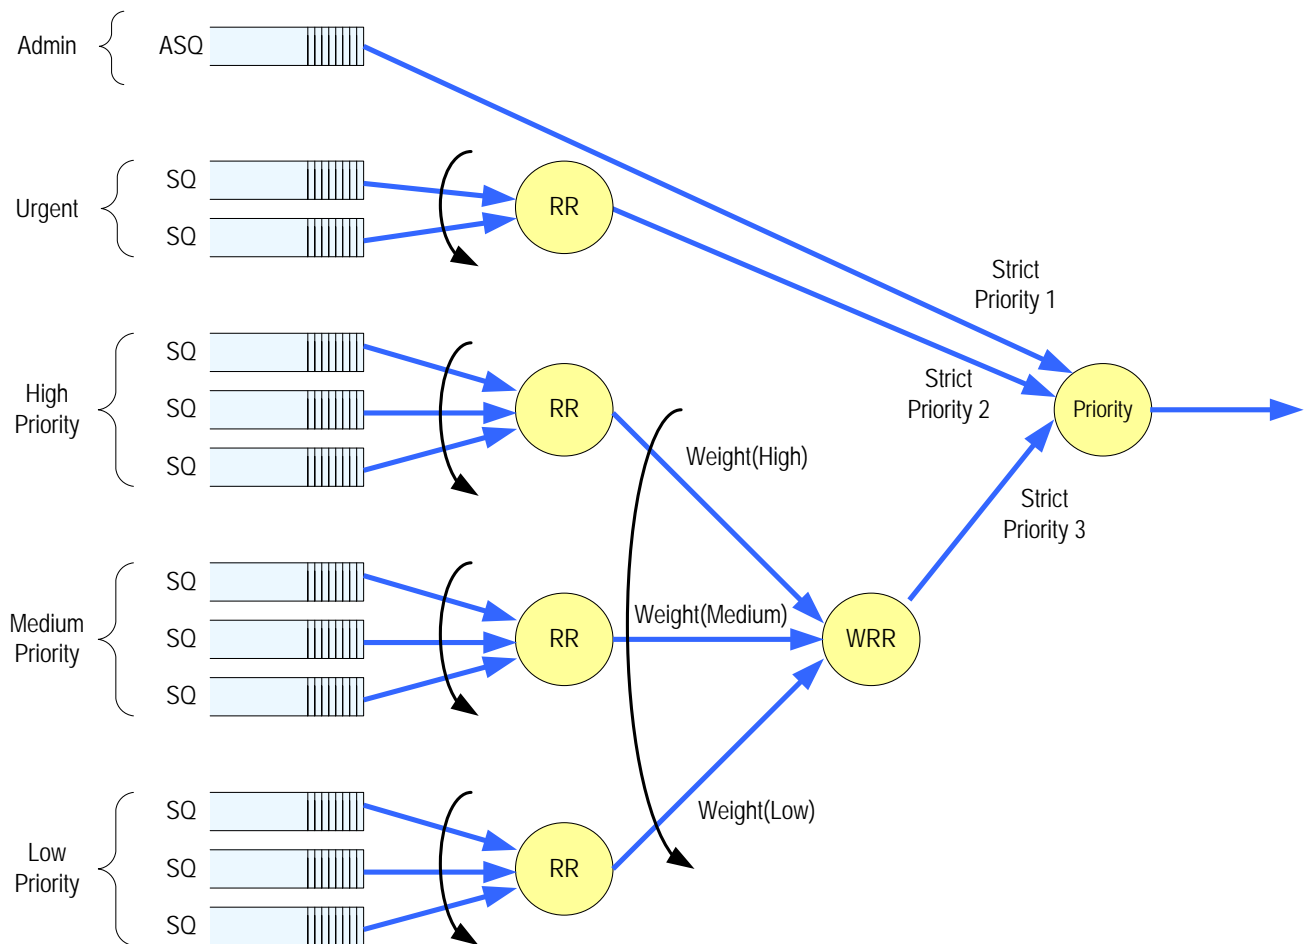 Admin
ASQ
Urgent
SQ
SQ
RR
Strict
Priority 1
High
Priority
SQ
SQ
SQ
RR
Strict
Priority 2
Priority
Weight(High)
Strict
Priority 3
Medium
Priority
SQ
SQ
SQ
RR
Weight(Medium)
WRR
Low
Priority
SQ
SQ
SQ
RR
Weight(Low)